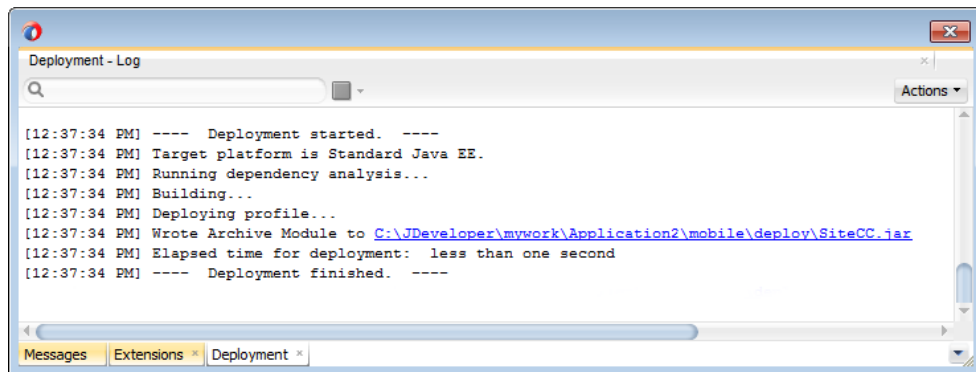 Deployment - Log
Actions
[12:37:34 PM] ----  Deployment started.  ----
[12:37:34 PM] Target platform is Standard Java EE.
[12:37:34 PM] Running dependency analysis...
[12:37:34 PM] Building...
[12:37:34 PM] Deploying profile...
[12:37:34 PM] Wrote Archive Module to C:\JDeveloper\mywork\Application2\mobile\deploy\SiteCC.jar
[12:37:34 PM] Elapsed time for deployment:  less than one second
[12:37:34 PM] ----  Deployment finished.  ----
Messages Extensions Deployment